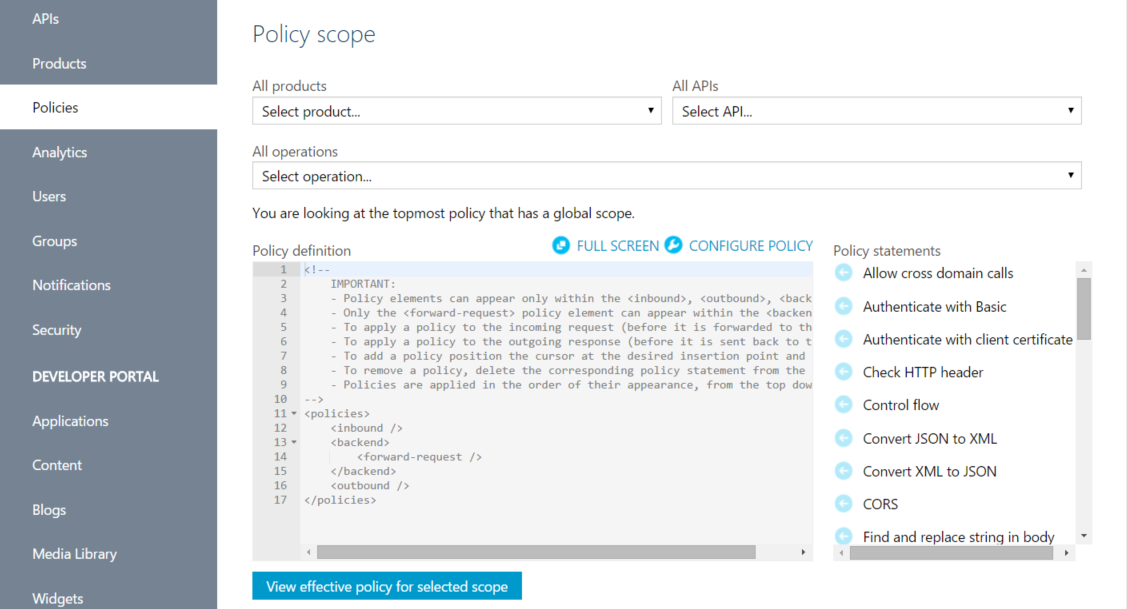 APIs
Products
Policies
Analytics
Users
Groups
Notifications
Security
DEVELOPER PORTAL
Applications
Content
Blogs
Media Library
Widgets
Policy scope
All products
All APIs
Select product...
Select API...
All operations
Select operation...
You are looking at the topmost policy that has a global scope.
Policy definition
FULL SCREEN
CONFIGURE POLICY
1 <!--
2 IMPORTANT:
3 - Policy elements can appear only within the <inbound>, <outbound>, <back
4 - Only the <forward-request> policy element can appear within the <backen
5 - To apply a policy to the incoming request (before it is forwarded to th
6 - To apply a policy to the outgoing response (before it is sent back to t
7 - To add a policy position the cursor at the desired insertion point and
8 - To remove a policy, delete the corresponding policy statement from the
9 - Policies are applied in the order of their appearance, from the top dow
10 -->
11 <policies>
12 <inbound />
13 <backend>
14 <forward-request />
15 </backend>
16 <outbound />
17 </policies>
View effective policy for selected scope
Policy statements
Allow cross domain calls
Authenticate with Basic
Authenticate with client certificate
Check HTTP header
Control flow
Convert JSON to XML
Convert XML to JSON
CORS
Find and replace string in body